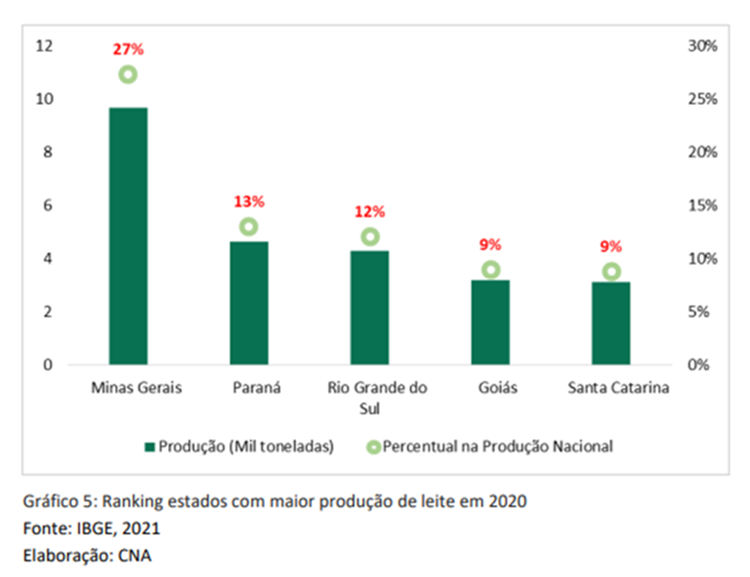 12
10
8
6
4
2
0
30%
25%
20%
15%
10%
5%
0%
27%
13%
12%
9%
9%
Minas Gerais
Paraná
Rio Grande do
Sul
Goiás
Santa Catarina
Produção (Mil toneladas)
Percentual na Produção Nacional
Gráfico 5: Ranking estados com maior produção de leite em 2020
Fonte: IBGE, 2021
Elaboração: CNA